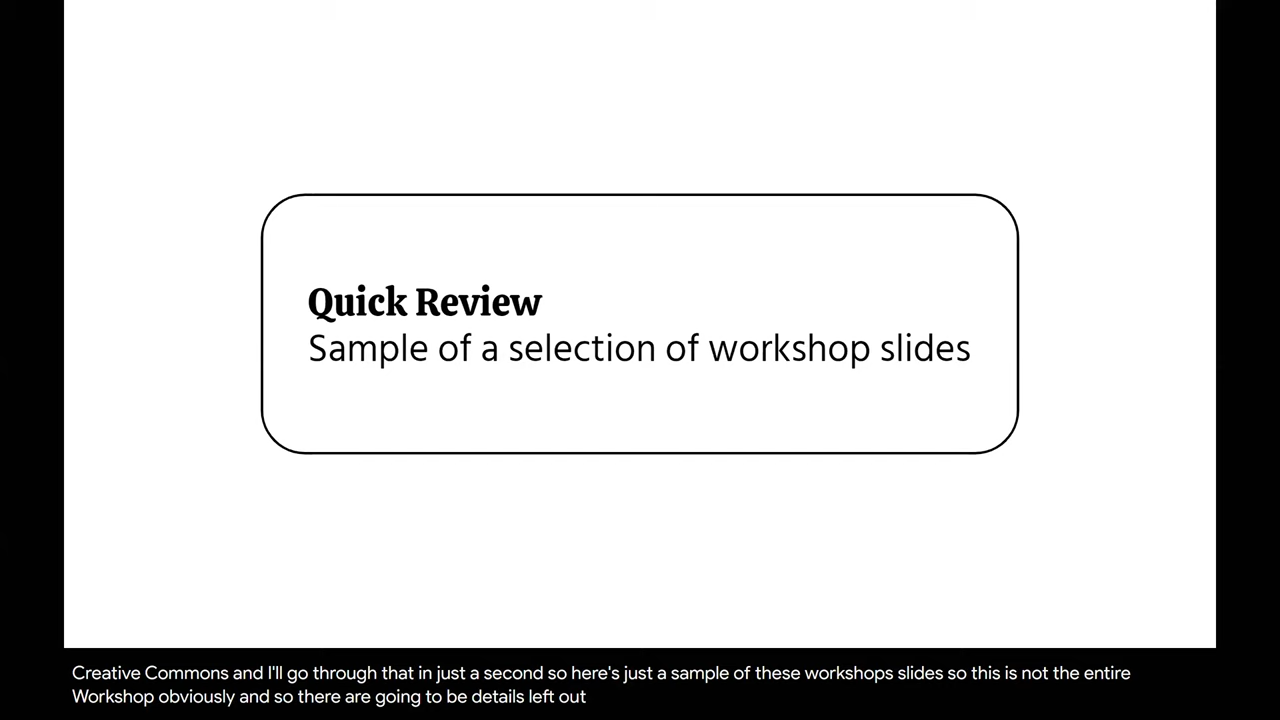 Quick Review
Sample of a selection of workshop slides
Creative Commons and I'll go through that in just a second so here's just a sample of these workshops slides so this is not the entire
Workshop obviously and so there are going to be details left out